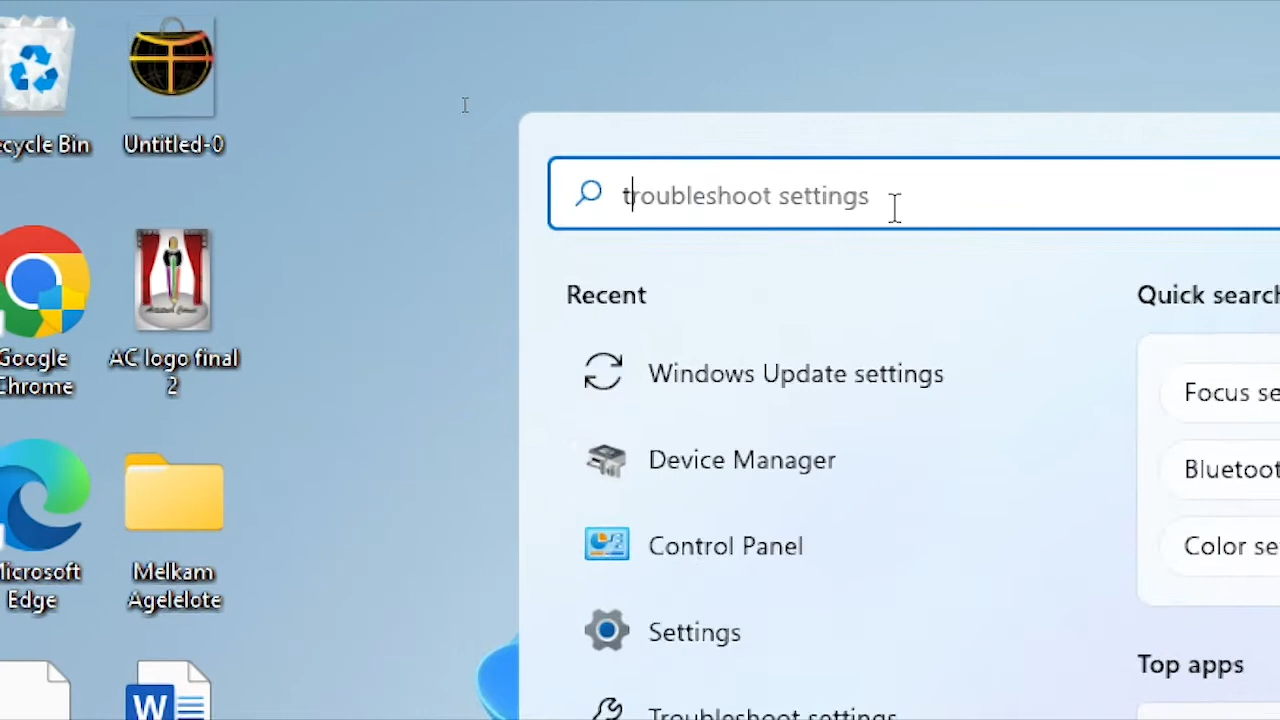 ecycle Bin
Untitled-0
troubleshoot settings
Recent
Quick search
Windows Update settings
Focus se
Google
Chrome
AC logo final
2
Device Manager
Bluetoot
Control Panel
Color se
Microsoft
Edge
Melkam
Agelelote
Settings
Top apps
W
Troubleshoot settings